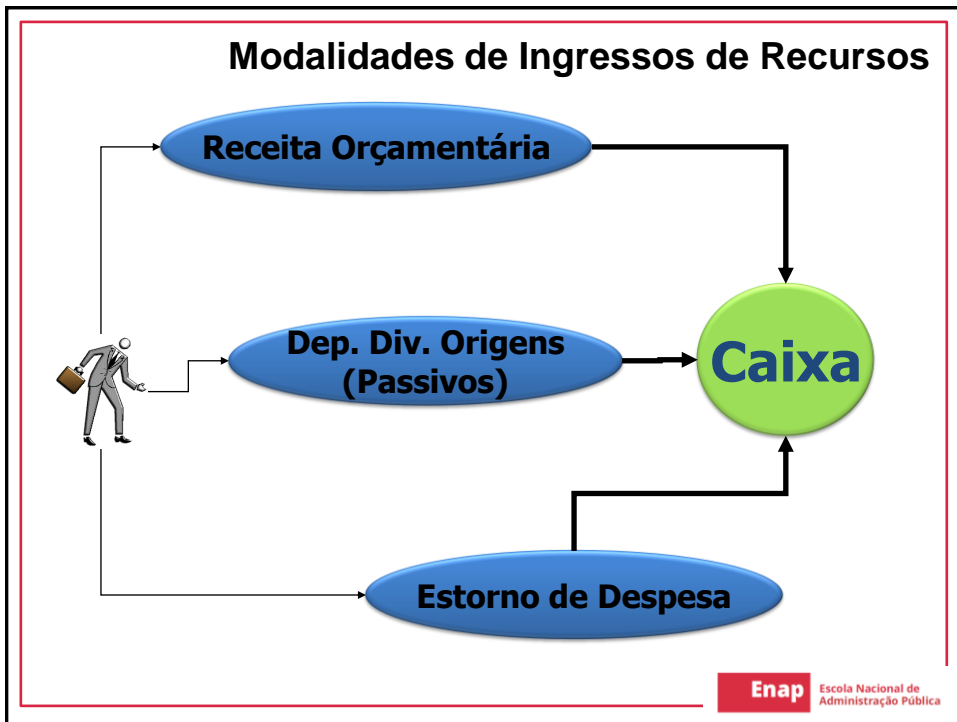 Modalidades de Ingressos de Recursos
Receita Orçamentária
Dep. Div. Origens
(Passivos)
Caixa
Estorno de Despesa
Enap
Escola Nacional de
Administração Pública